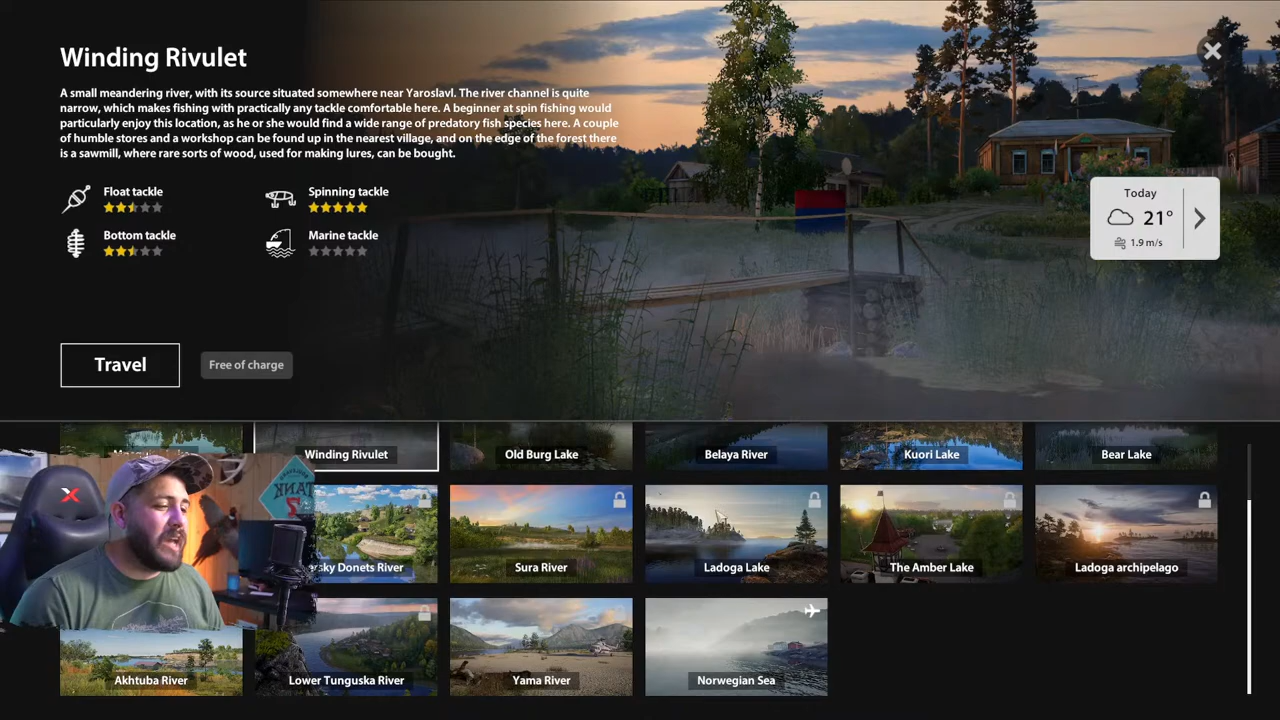 Winding Rivulet
A small meandering river, with its source situated somewhere near Yaroslavl. The river channel is quite
narrow, which makes fishing with practically any tackle comfortable here. A beginner at spin fishing would
particularly enjoy this location, as he or she would find a wide range of predatory fish species here. A couple
of humble stores and a workshop can be found up in the nearest village, and on the edge of the forest there
is a sawmill, where rare sorts of wood, used for making lures, can be bought.
Float tackle
Spinning tackle
Bottom tackle
Marine tackle
Today
21°
1.9 m/s
Travel
Free of charge
Winding Rivulet
Old Burg Lake
Belaya River
Kuori Lake
Bear Lake
TANK
sky Donets River
Sura River
Ladoga Lake
The Amber Lake
Ladoga archipelago
Akhtuba River
Lower Tunguska River
Yama River
Norwegian Sea